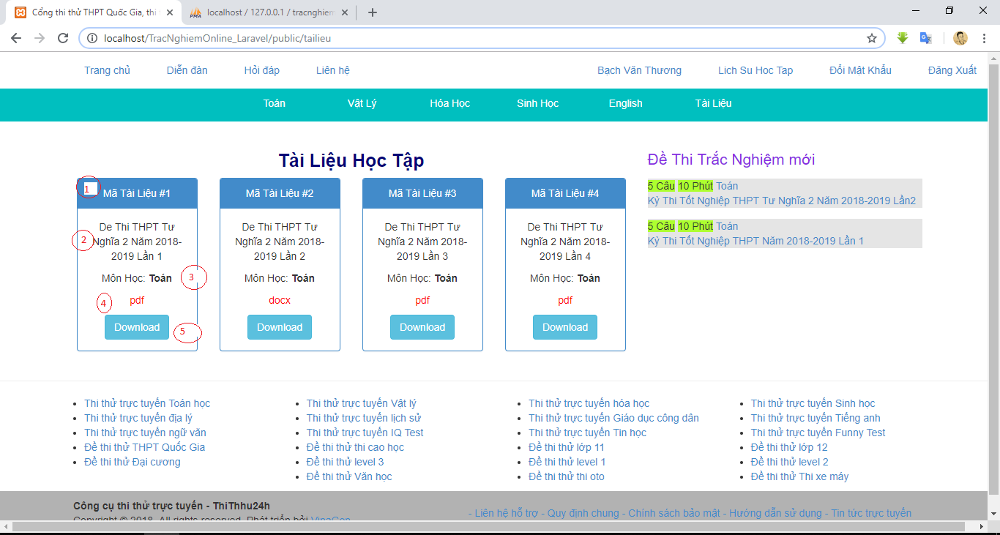 Cổng thi thử THPT Quốc Gia, thi
localhost / 127.0.0.1 / tracnghiem
localhost/TracNghiemOnline_Laravel/public/tailieu
Trang chủ Diễn đàn Hỏi đáp Liên hệ Bạch Văn Thương Lich Su Hoc Tap Đổi Mật Khẩu Đăng Xuất
Toán Vật Lý Hóa Học Sinh Học English Tài Liệu
Tài Liệu Học Tập
1 Mã Tài Liệu #1
2 De Thi THPT Tư
Nghĩa 2 Năm 2018-
2019 Lần 1
Môn Học: Toán 3
4 pdf
Download 5
Mã Tài Liệu #2
De Thi THPT Tư
Nghĩa 2 Năm 2018-
2019 Lần 2
Môn Học: Toán
docx
Download
Mã Tài Liệu #3
De Thi THPT Tư
Nghĩa 2 Năm 2018-
2019 Lần 3
Môn Học: Toán
pdf
Download
Mã Tài Liệu #4
De Thi THPT Tư
Nghĩa 2 Năm 2018-
2019 Lần 4
Môn Học: Toán
pdf
Download
Đề Thi Trắc Nghiệm mới
5 Câu 10 Phút Toán
Kỳ Thi Tốt Nghiệp THPT Tư Nghĩa 2 Năm 2018-2019 Lần2
5 Câu 10 Phút Toán
Kỳ Thi Tốt Nghiệp THPT Năm 2018-2019 Lần 1
Thi thử trực tuyến Toán học
Thi thử trực tuyến địa lý
Thi thử trực tuyến ngữ văn
Đề thi thử THPT Quốc Gia
Đề thi thử Đại cương
Thi thử trực tuyến Vật lý
Thi thử trực tuyến lịch sử
Thi thử trực tuyến IQ Test
Đề thi thử thi cao học
Đề thi thử level 3
Đề thi thử Văn học
Thi thử trực tuyến hóa học
Thi thử trực tuyến Giáo dục công dân
Thi thử trực tuyến Tin học
Đề thi thử lớp 11
Đề thi thử level 1
Đề thi thử thi oto
Thi thử trực tuyến Sinh học
Thi thử trực tuyến Tiếng anh
Thi thử trực tuyến Funny Test
Đề thi thử lớp 12
Đề thi thử level 2
Đề thi thử Thi xe máy
Công cụ thi thử trực tuyến - ThiThhu24h
Copyright © 2018. All rights reserved. Phát triển bởi
- Liên hệ hỗ trợ - Quy định chung - Chính sách bảo mật - Hướng dẫn sử dụng - Tin tức trực tuyến